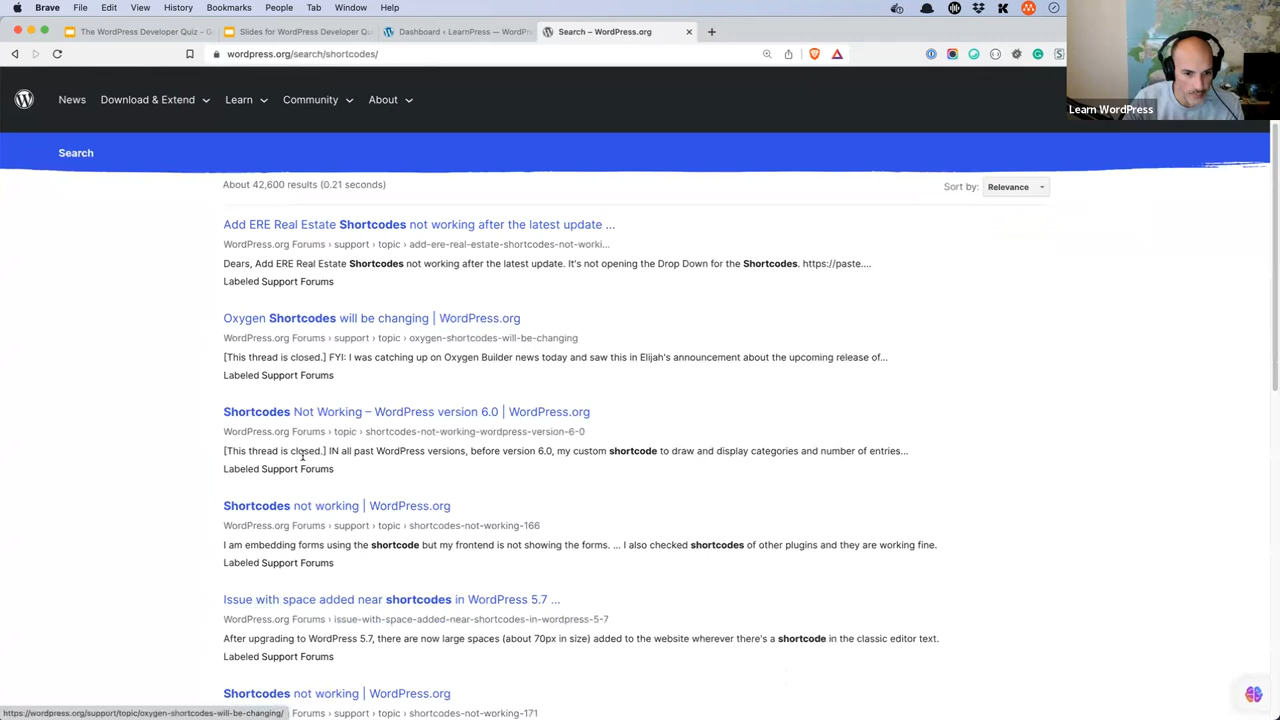 Brave File Edit View History Bookmarks People Tab Window Help
The WordPress Developer Quiz - G
Slides for WordPress Developer Qu
Dashboard ‹ LearnPress — WordPr
Search – WordPress.org
wordpress.org/search/shortcodes/
News Download & Extend Learn Community About
Learn WordPress
Search
About 42,600 results (0.21 seconds)
Sort by: Relevance
Add ERE Real Estate Shortcodes not working after the latest update ...
WordPress.org Forums › support › topic › add-ere-real-estate-shortcodes-not-worki...
Dears, Add ERE Real Estate Shortcodes not working after the latest update. It's not opening the Drop Down for the Shortcodes. https://paste....
Labeled Support Forums
Oxygen Shortcodes will be changing | WordPress.org
WordPress.org Forums › support › topic › oxygen-shortcodes-will-be-changing
[This thread is closed.] FYI: I was catching up on Oxygen Builder news today and saw this in Elijah's announcement about the upcoming release of...
Labeled Support Forums
Shortcodes Not Working – WordPress version 6.0 | WordPress.org
WordPress.org Forums › topic › shortcodes-not-working-wordpress-version-6-0
[This thread is closed.] IN all past WordPress versions, before version 6.0, my custom shortcode to draw and display categories and number of entries...
Labeled Support Forums
Shortcodes not working | WordPress.org
WordPress.org Forums › support › topic › shortcodes-not-working-166
I am embedding forms using the shortcode but my frontend is not showing the forms. ... I also checked shortcodes of other plugins and they are working fine.
Labeled Support Forums
Issue with space added near shortcodes in WordPress 5.7 ...
WordPress.org Forums › issue-with-space-added-near-shortcodes-in-wordpress-5-7
After upgrading to WordPress 5.7, there are now large spaces (about 70px in size) added to the website wherever there's a shortcode in the classic editor text.
Labeled Support Forums
Shortcodes not working | WordPress.org
https://wordpress.org/support/topic/oxygen-shortcodes-will-be-changing/
Forums › support › topic › shortcodes-not-working-171